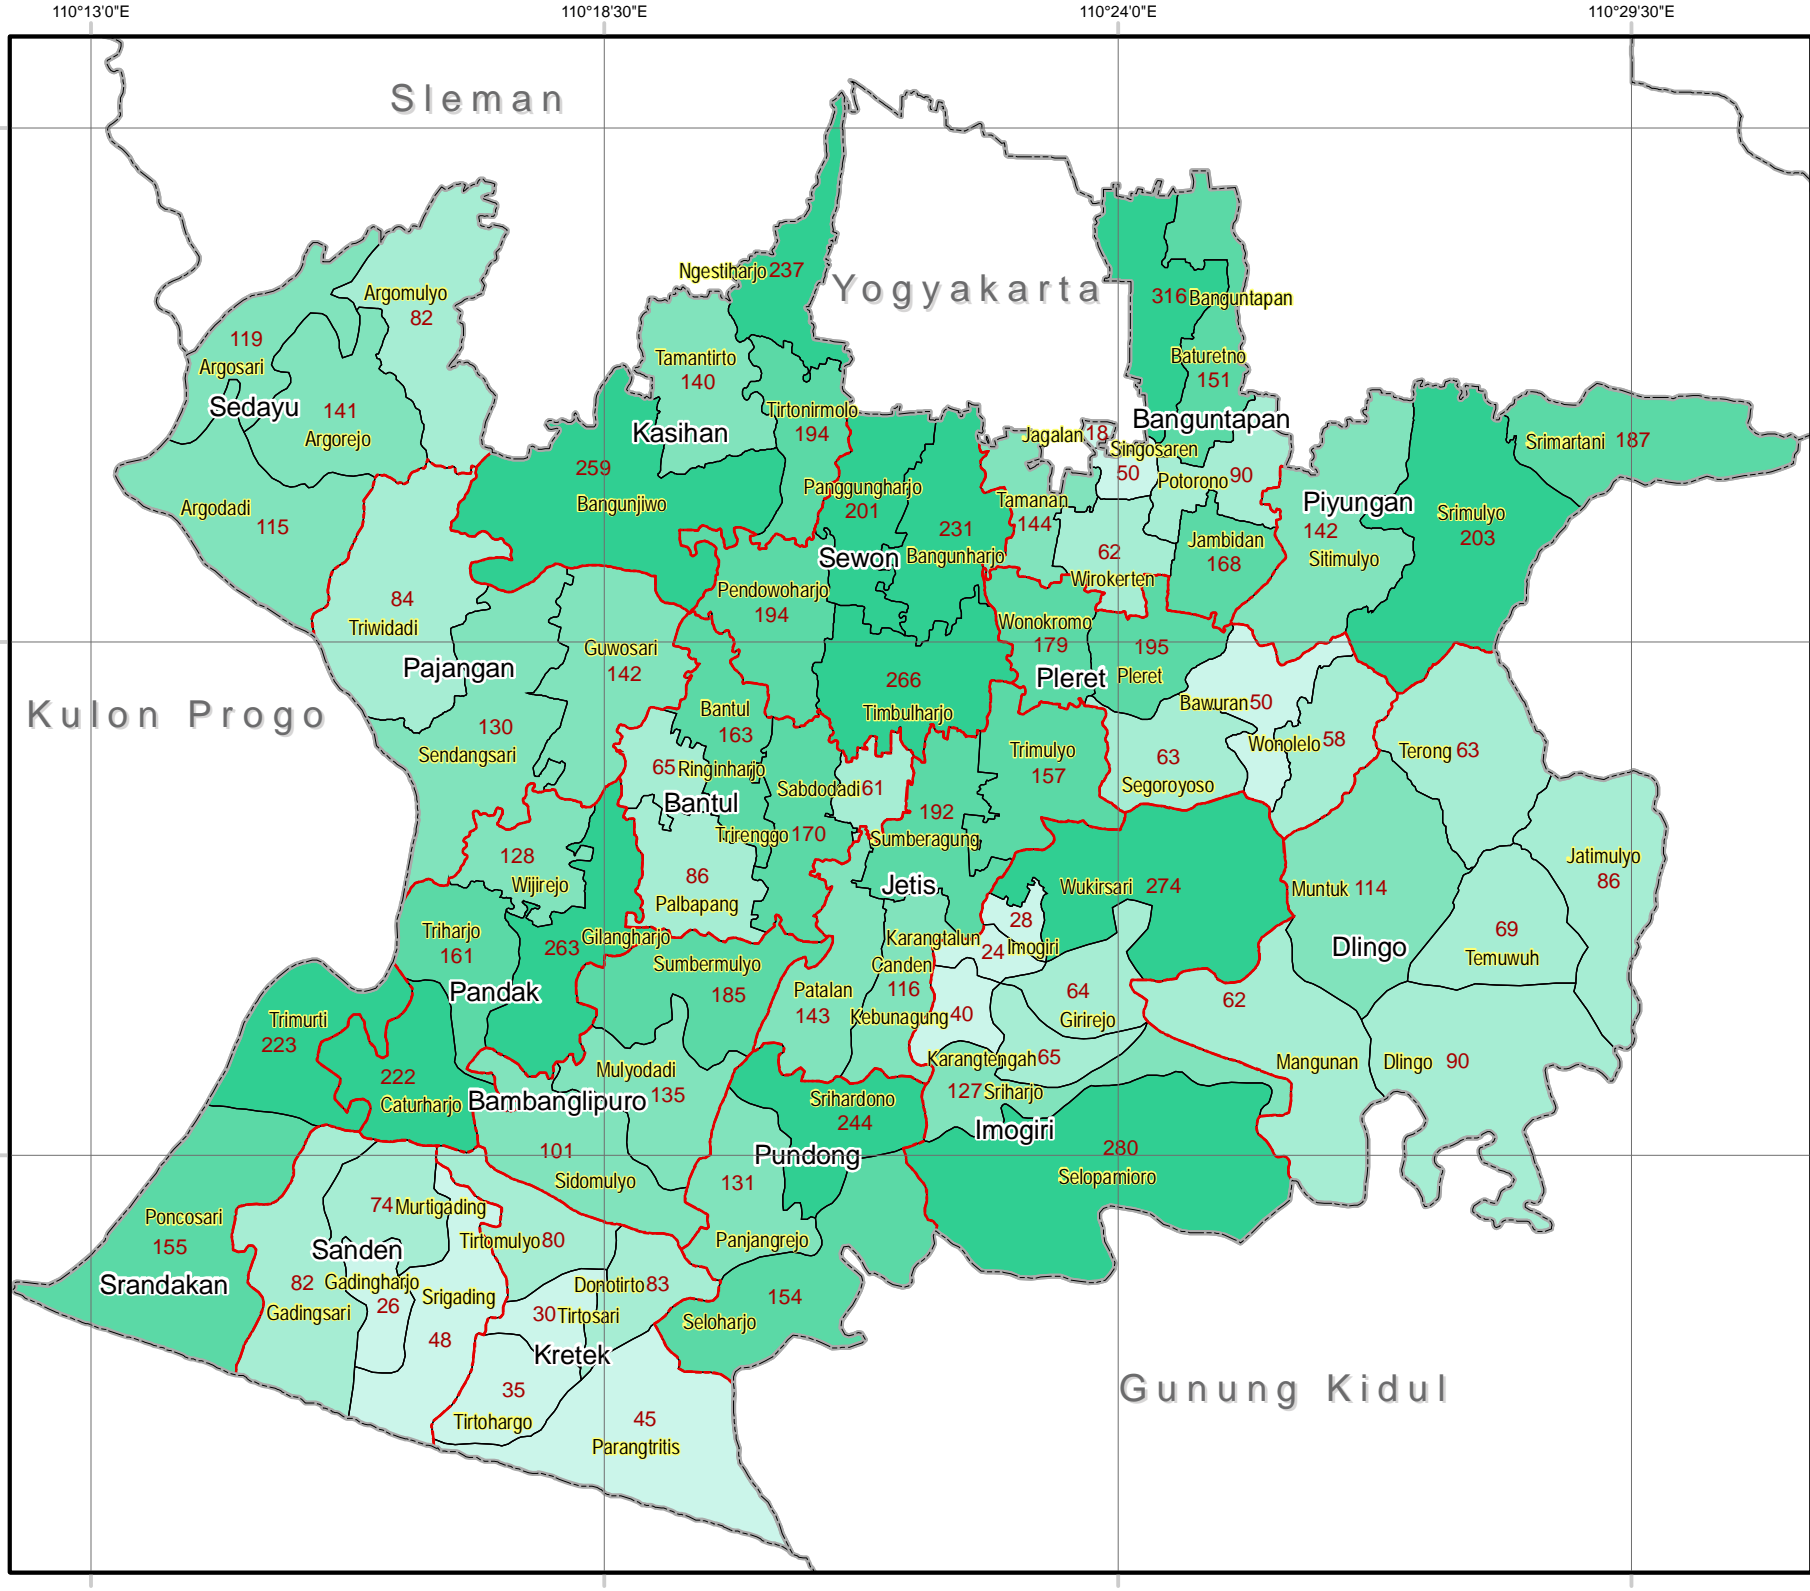 110°13'0"E
110°18'30"E
110°24'0"E
110°29'30"E
Sleman
Ngestiharjo 237
Yogyakarta
Argomulyo
82
316 Banguntapan
119
Argosari
Tamantirto
140
Baturetno
151
Sedayu
141
Argorejo
Kasihan
Tirtonirmolo
194
Banguntapan
Jagalan 18
Singosaren
50
Srimartani 187
259
Bangunjiwo
Panggungharjo
201
Potorono 90
Piyungan
142
Sitimulyo
Srimulyo
203
Argodadi
115
Tamanan
144
231
Bangunharjo
Sewon
62
Wirokerten
Jambidan
168
84
Triwidadi
Pendowoharjo
194
Wonokromo
179
195
Pleret
Pleret
Guwosari
142
Pajangan
266
Timbulharjo
Bawuran 50
Kulon Progo
130
Sendangsari
Bantul
163
Trimulyo
157
63
Segoroyoso
Wonolelo 58
Terong 63
65 Ringinharjo
Bantul
Sabdodadi 61
192
Sumberagung
Trirenggo 170
128
Wijirejo
86
Palbapang
Jetis
Wukirsari 274
Muntuk 114
Jatimulyo
86
Triharjo
161
263 Gilangharjo
28
Karangtalun
24 Imogiri
Dlingo
69
Temuwuh
Sumbermulyo
185
Canden
116
Pandak
Patalan
143
Kebunagung 40
64
Girirejo
62
Trimurti
223
Karangtengah 65
Mangunan
Dlingo 90
222
Caturharjo
Mulyodadi
135
127 Sriharjo
Bambanglipuro
Srihardono
244
Imogiri
280
Selopamioro
101
Sidomulyo
Pundong
131
Panjangrejo
74 Murtigading
Poncosari
155
Tirtomulyo 80
Sanden
Srandakan
82
Gadingsari
Gadingharjo
26
Srigading
48
Donotirto 83
30 Tirtosari
154
Seloharjo
Kretek
35
Tirtohargo
45
Parangtritis
Gunung Kidul